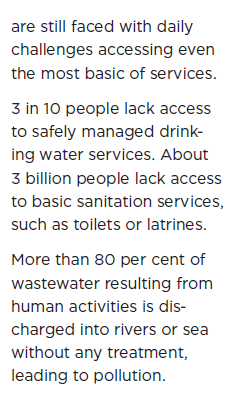 are still faced with daily
challenges accessing even
the most basic of services.
3 in 10 people lack access
to safely managed drink-
ing water services. About
3 billion people lack access
to basic sanitation services,
such as toilets or latrines.
More than 80 per cent of
wastewater resulting from
human activities is dis-
charged into rivers or sea
without any treatment,
leading to pollution.